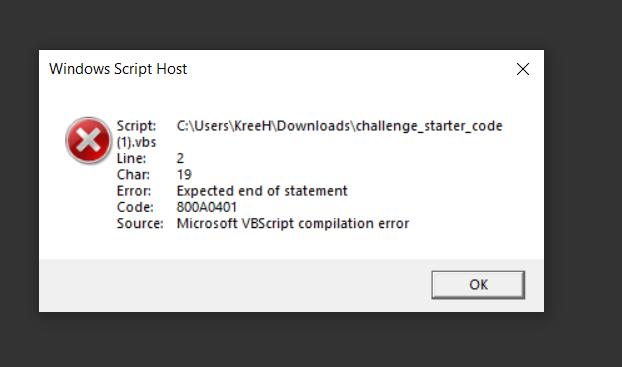 Windows Script Host
Script: C:\Users\KreeH\Downloads\challenge_starter_code
(1).vbs
Line: 2
Char: 19
Error: Expected end of statement
Code: 800A0401
Source: Microsoft VBScript compilation error
OK